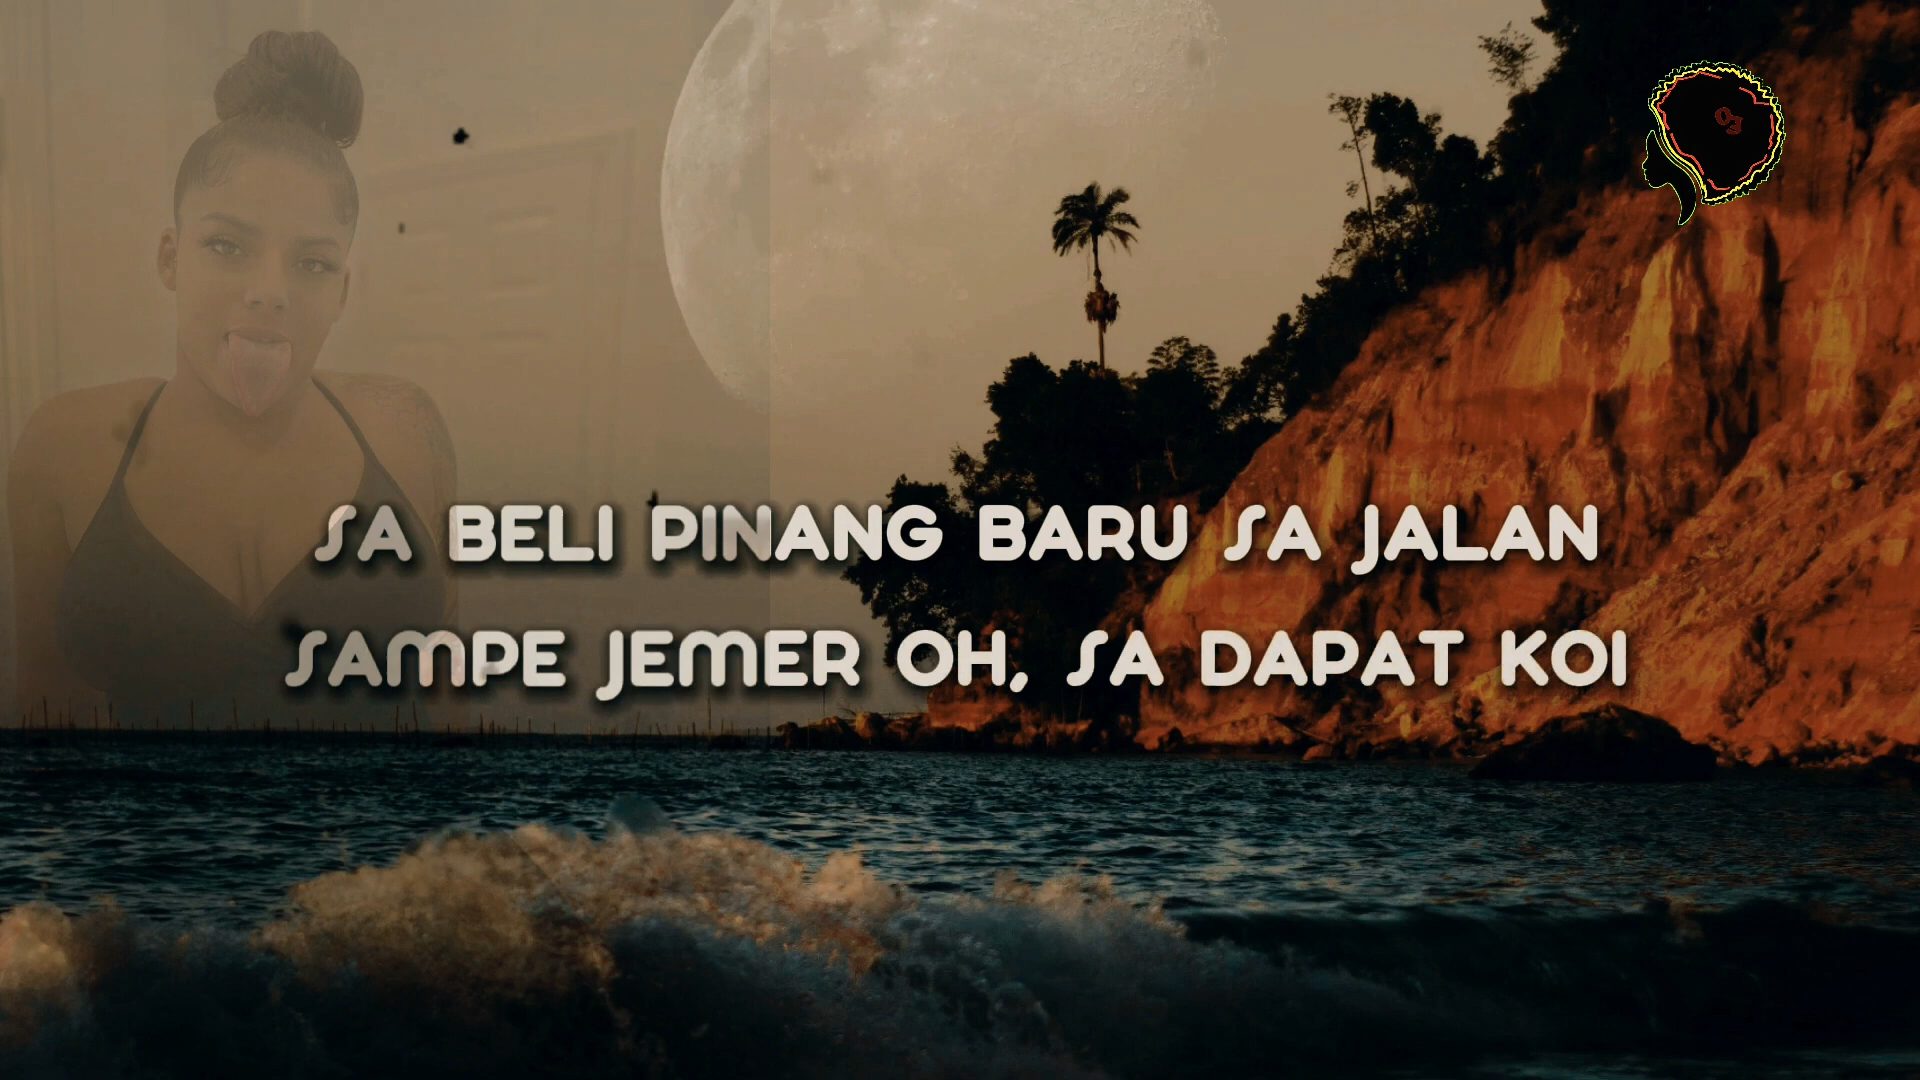 SA BELI PINANG BARU SA JALAN
SAMPE JEMER OH, SA DAPAT KOI